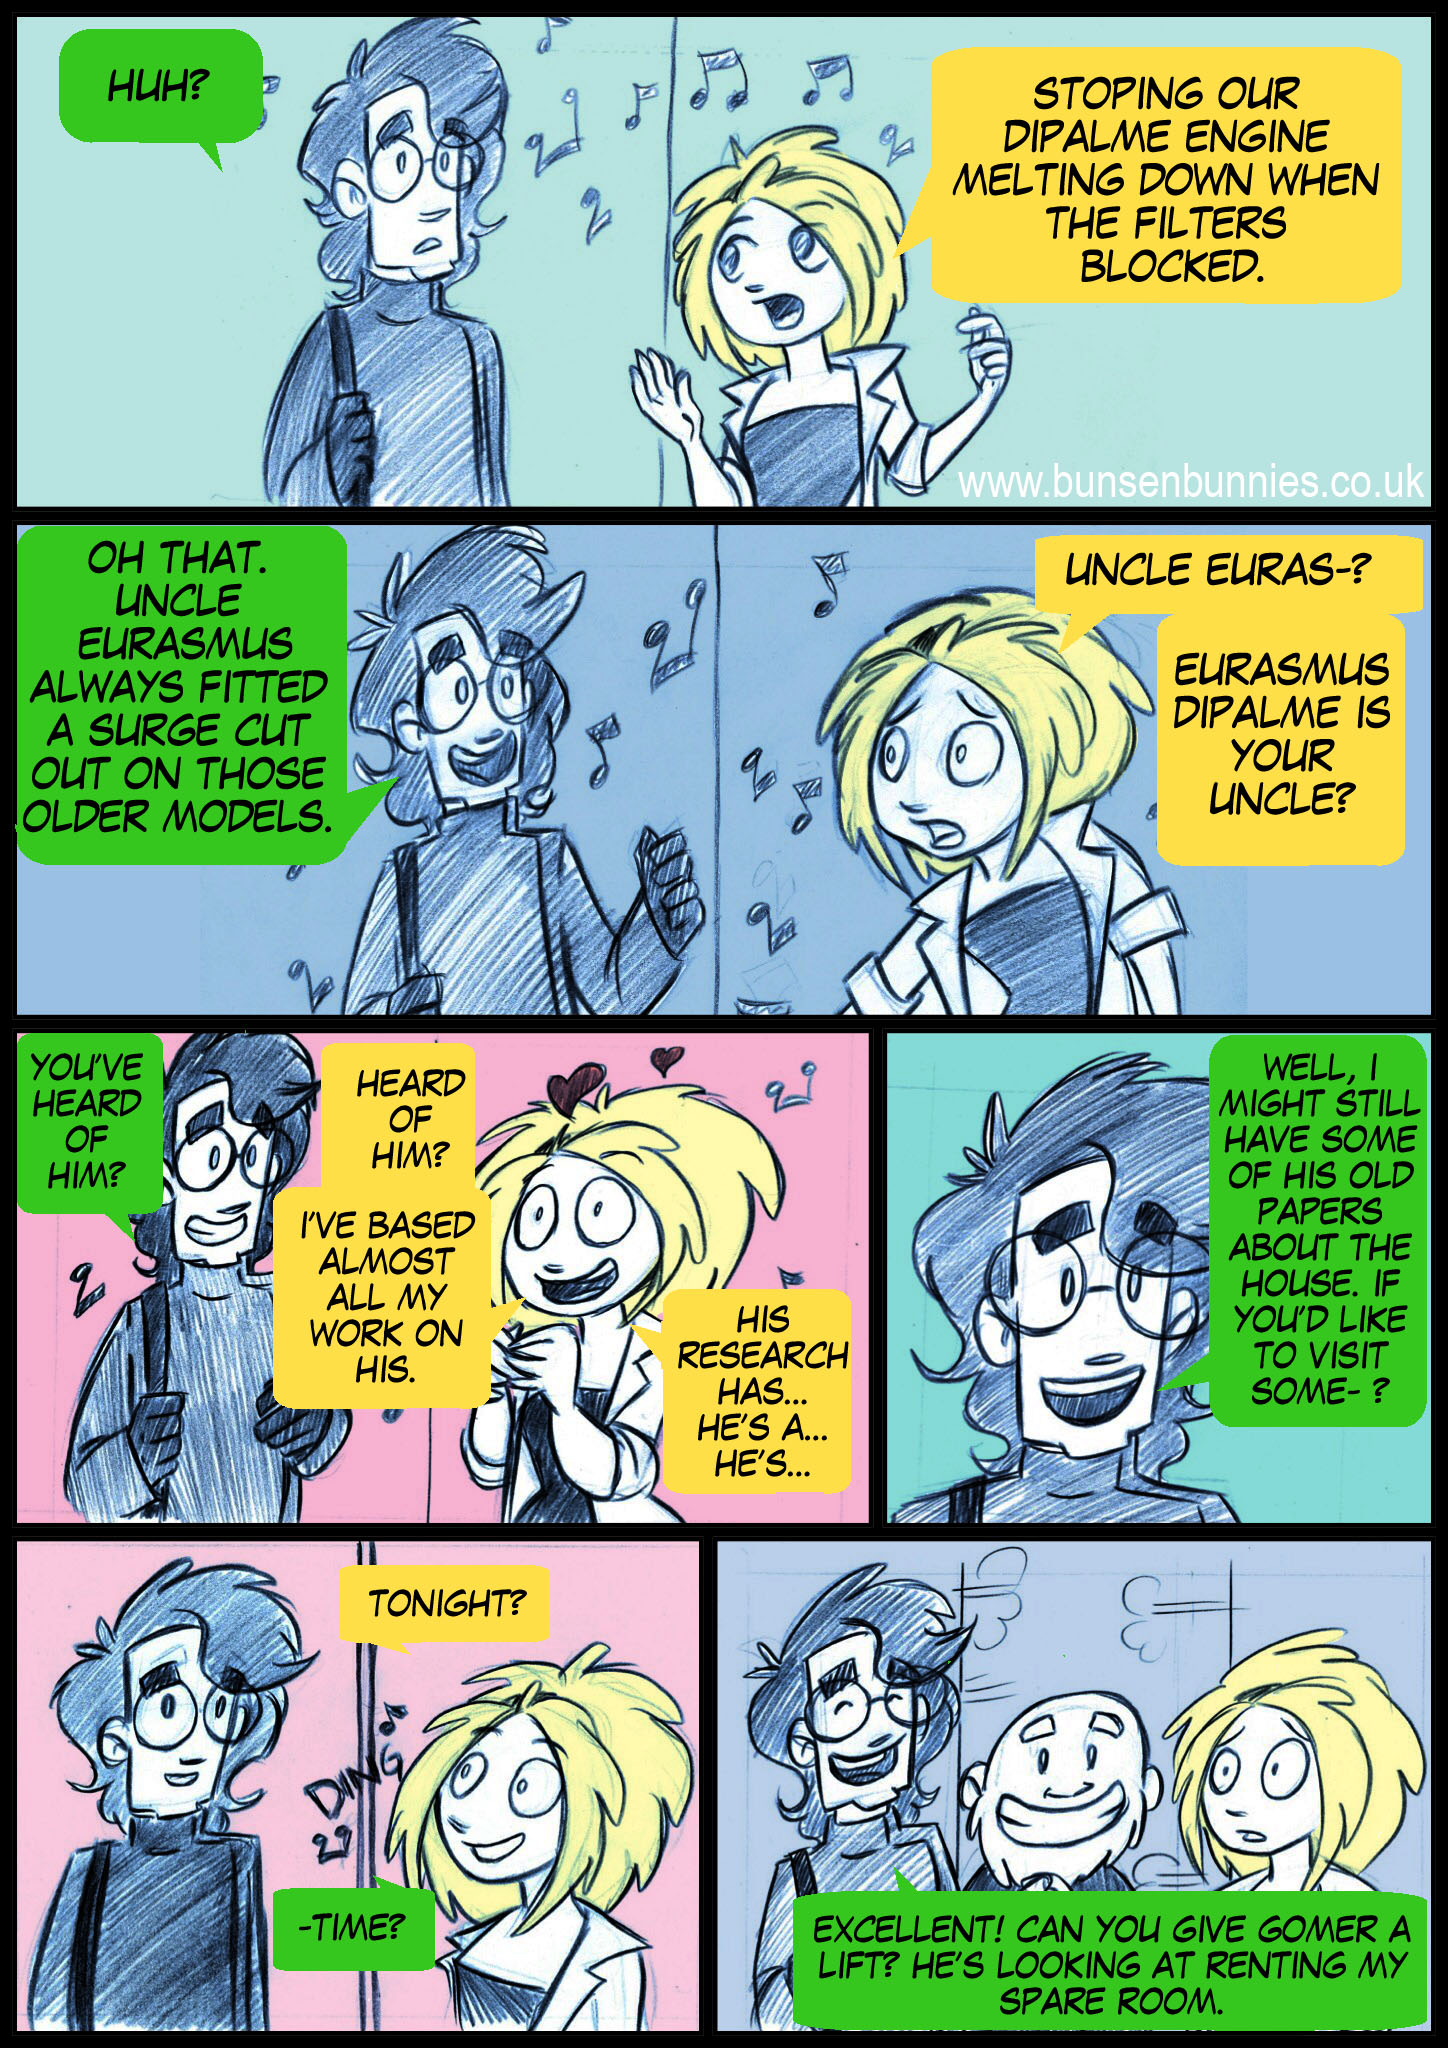 HUH?
STOPING OUR
DIPALME ENGINE
MELTING DOWN WHEN
THE FILTERS
BLOCKED.
www.bunsenbunnies.co.uk
OH THAT.
UNCLE
EURASMUS
ALWAYS FITTED
A SURGE CUT
OUT ON THOSE
OLDER MODELS.
UNCLE EURAS-?
EURASMUS
DIPALME IS
YOUR
UNCLE?
YOU'VE
HEARD
OF
HIM?
HEARD
OF
HIM?
I'VE BASED
ALMOST
ALL MY
WORK ON
HIS.
HIS
RESEARCH
HAS...
HE'S A...
HE'S...
WELL, I
MIGHT STILL
HAVE SOME
OF HIS OLD
PAPERS
ABOUT THE
HOUSE. IF
YOU'D LIKE
TO VISIT
SOME- ?
TONIGHT?
DING
-TIME?
EXCELLENT! CAN YOU GIVE GOMER A
LIFT? HE'S LOOKING AT RENTING MY
SPARE ROOM.